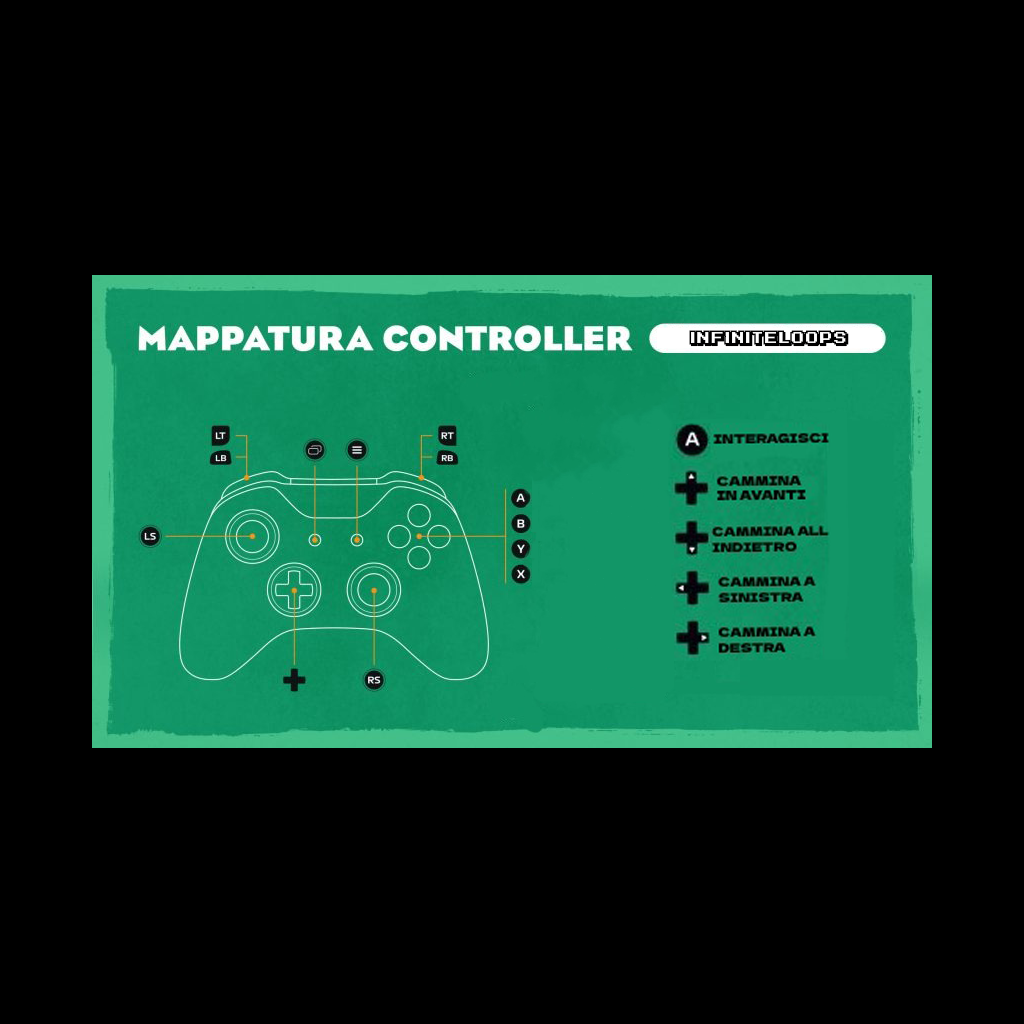 MAPPATURA CONTROLLER
INFINITELOOPS
LT
LB
RT
RB
LS
A
B
Y
X
RS
A INTERAGISCI
CAMMINA
IN AVANTI
CAMMINA ALL
INDIETRO
CAMMINA A
SINISTRA
CAMMINA A
DESTRA